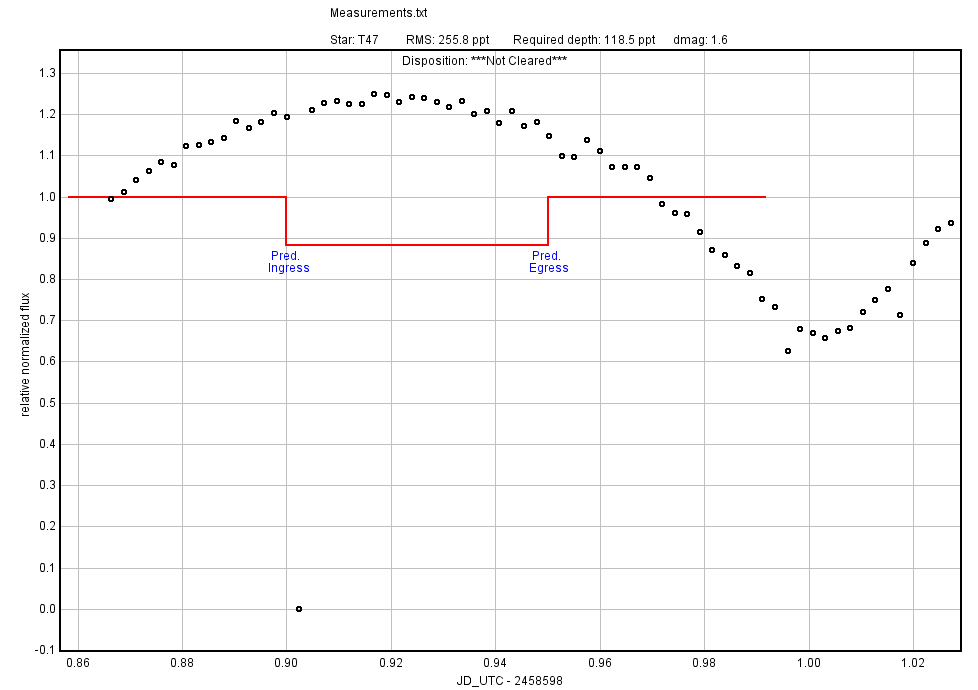 Measurements.txt
Star: T47 RMS: 255.8 ppt Required depth: 118.5 ppt dmag: 1.6
Disposition: ***Not Cleared***
1.3
1.2
1.1
1.0
0.9
0.8
0.7
0.6
0.5
0.4
0.3
0.2
0.1
0.0
-0.1
relative normalized flux
Pred.
Ingress
Pred.
Egress
0.86 0.88 0.90 0.92 0.94 0.96 0.98 1.00 1.02
JD_UTC - 2458598